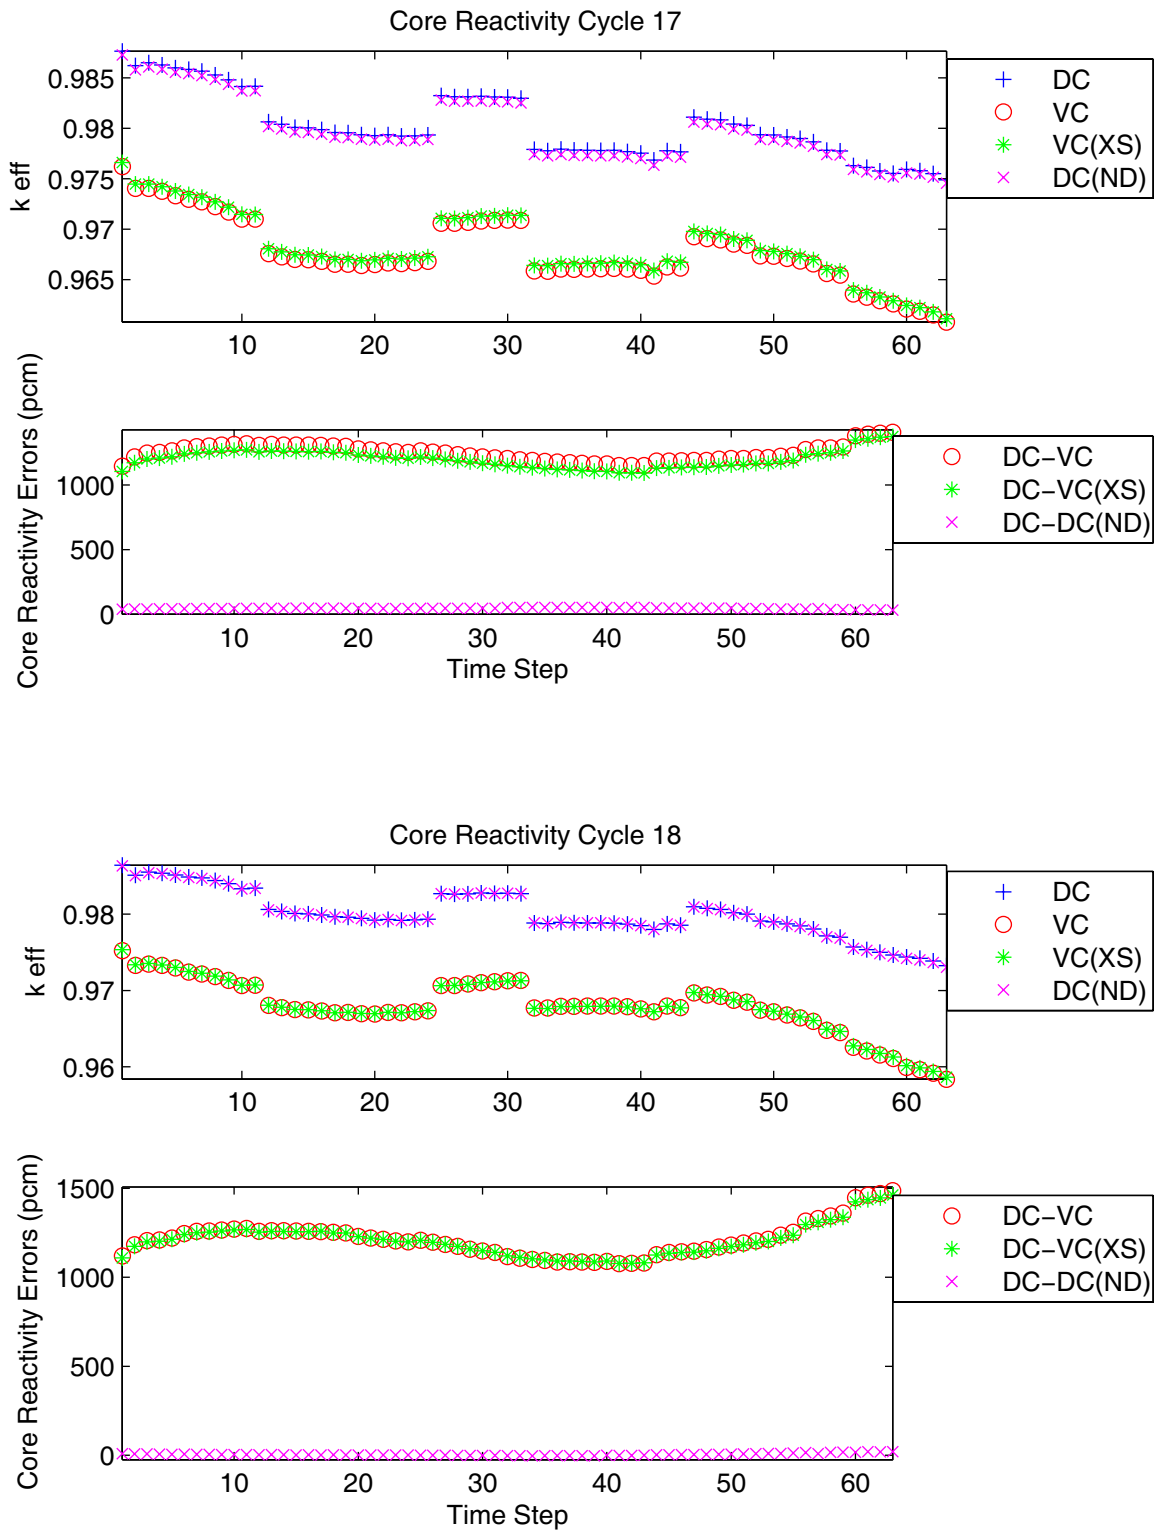 Core Reactivity Cycle 17
k eff
0.985
0.98
0.975
0.97
0.965
10 20 30 40 50 60
DC
VC
VC(XS)
DC(ND)
Core Reactivity Errors (pcm)
1000
500
0
10 20 30 40 50 60
Time Step
DC−VC
DC−VC(XS)
DC−DC(ND)
Core Reactivity Cycle 18
k eff
0.98
0.97
0.96
10 20 30 40 50 60
DC
VC
VC(XS)
DC(ND)
Core Reactivity Errors (pcm)
1500
1000
500
0
10 20 30 40 50 60
Time Step
DC−VC
DC−VC(XS)
DC−DC(ND)